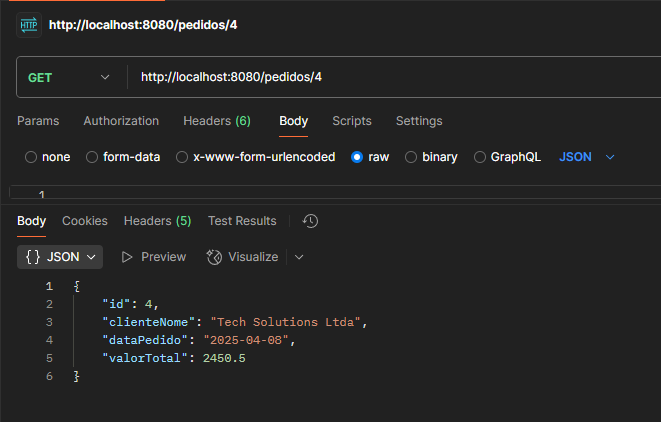 HTTP http://localhost:8080/pedidos/4
GET http://localhost:8080/pedidos/4
Params Authorization Headers (6) Body Scripts Settings
none form-data x-www-form-urlencoded raw binary GraphQL JSON
1
Body Cookies Headers (5) Test Results
{} JSON Preview Visualize
1 {
2 "id": 4,
3 "clienteNome": "Tech Solutions Ltda",
4 "dataPedido": "2025-04-08",
5 "valorTotal": 2450.5
6 }